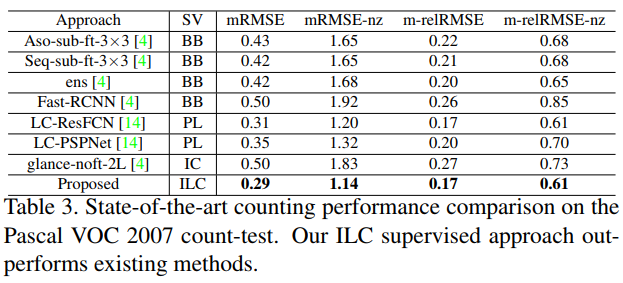 Approach SV mRMSE mRMSE-nz m-relRMSE m-relRMSE-nz
Aso-sub-ft-3×3 [4] BB 0.43 1.65 0.22 0.68
Seq-sub-ft-3×3 [4] BB 0.42 1.65 0.21 0.68
ens [4] BB 0.42 1.68 0.20 0.65
Fast-RCNN [4] BB 0.50 1.92 0.26 0.85
LC-ResFCN [14] PL 0.31 1.20 0.17 0.61
LC-PSPNet [14] PL 0.35 1.32 0.20 0.70
glance-noft-2L [4] IC 0.50 1.83 0.27 0.73
Proposed ILC 0.29 1.14 0.17 0.61
Table 3. State-of-the-art counting performance comparison on the
Pascal VOC 2007 count-test. Our ILC supervised approach out-
performs existing methods.